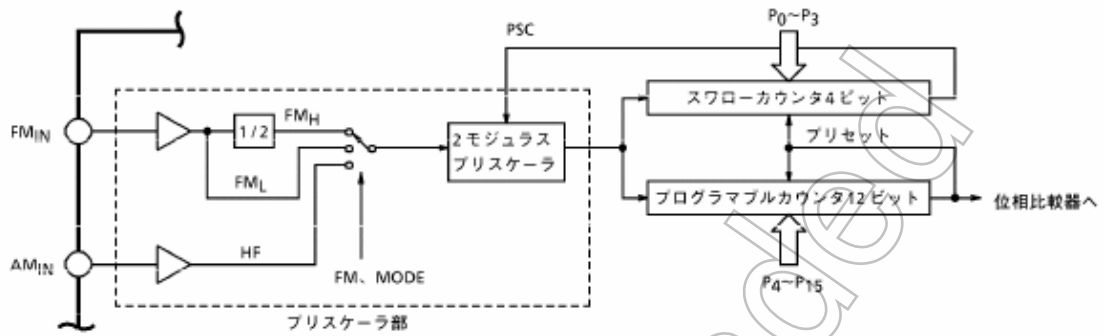 P0~P3
PSC
スワローカウンタ4ビット
FMIN
1/2
FMH
2モジュラス
プリスケーラ
プリセット
FML
プログラマブルカウンタ12ビット
位相比較器へ
AMIN
HF
FM、MODE
P4~P15
プリスケーラ部